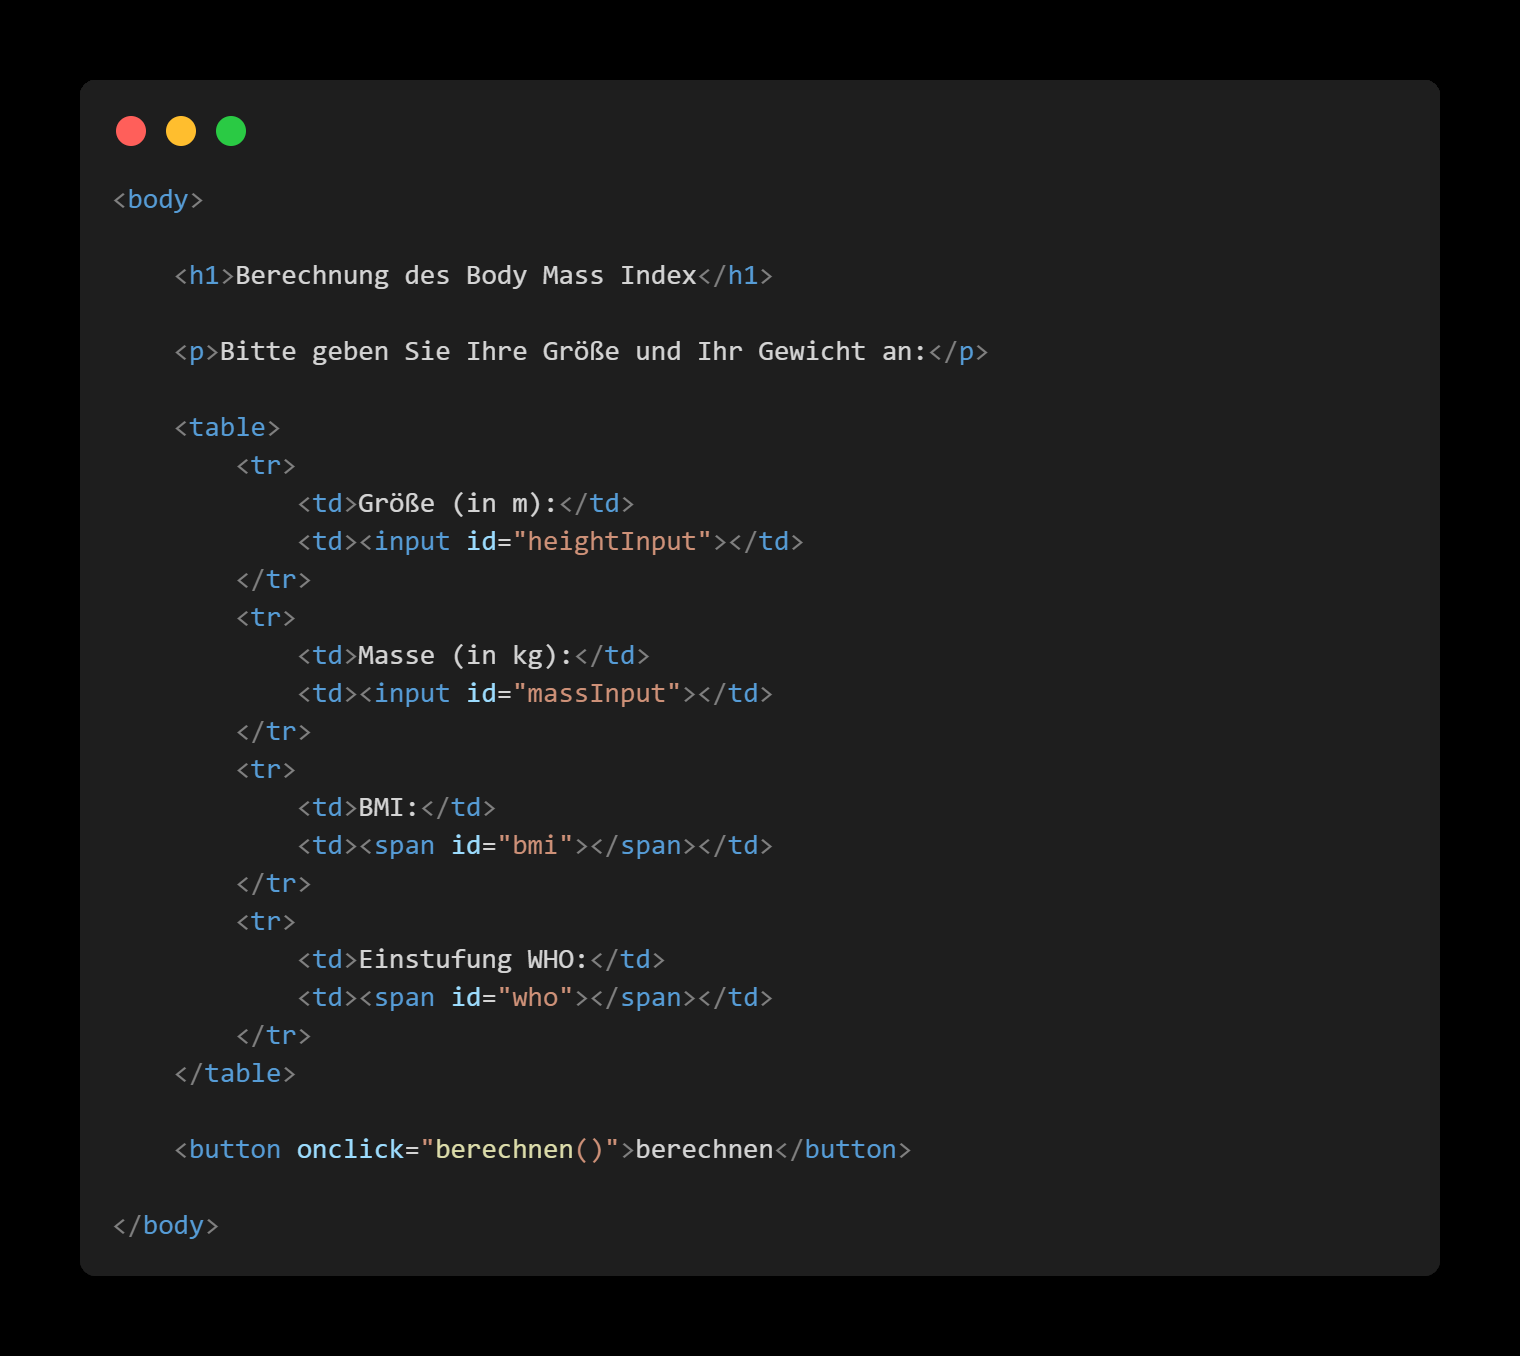 <body>
<h1>Berechnung des Body Mass Index</h1>
<p>Bitte geben Sie Ihre Größe und Ihr Gewicht an:</p>
<table>
<tr>
<td>Größe (in m):</td>
<td><input id="heightInput"></td>
</tr>
<tr>
<td>Masse (in kg):</td>
<td><input id="massInput"></td>
</tr>
<tr>
<td>BMI:</td>
<td><span id="bmi"></span></td>
</tr>
<tr>
<td>Einstufung WHO:</td>
<td><span id="who"></span></td>
</tr>
</table>
<button onclick="berechnen()">berechnen</button>
</body>